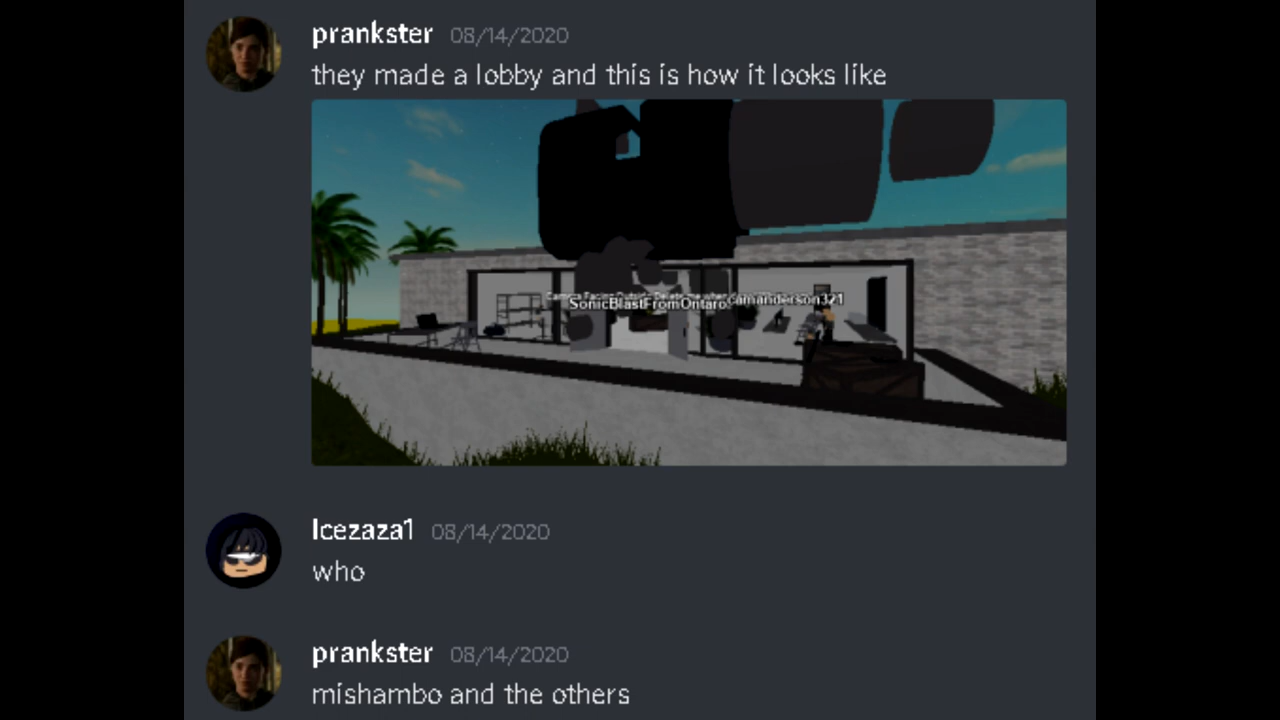 prankster 08/14/2020
they made a lobby and this is how it looks like
SonicBlastFromOntaro
Icezaza1 08/14/2020
who
prankster 08/14/2020
mishambo and the others